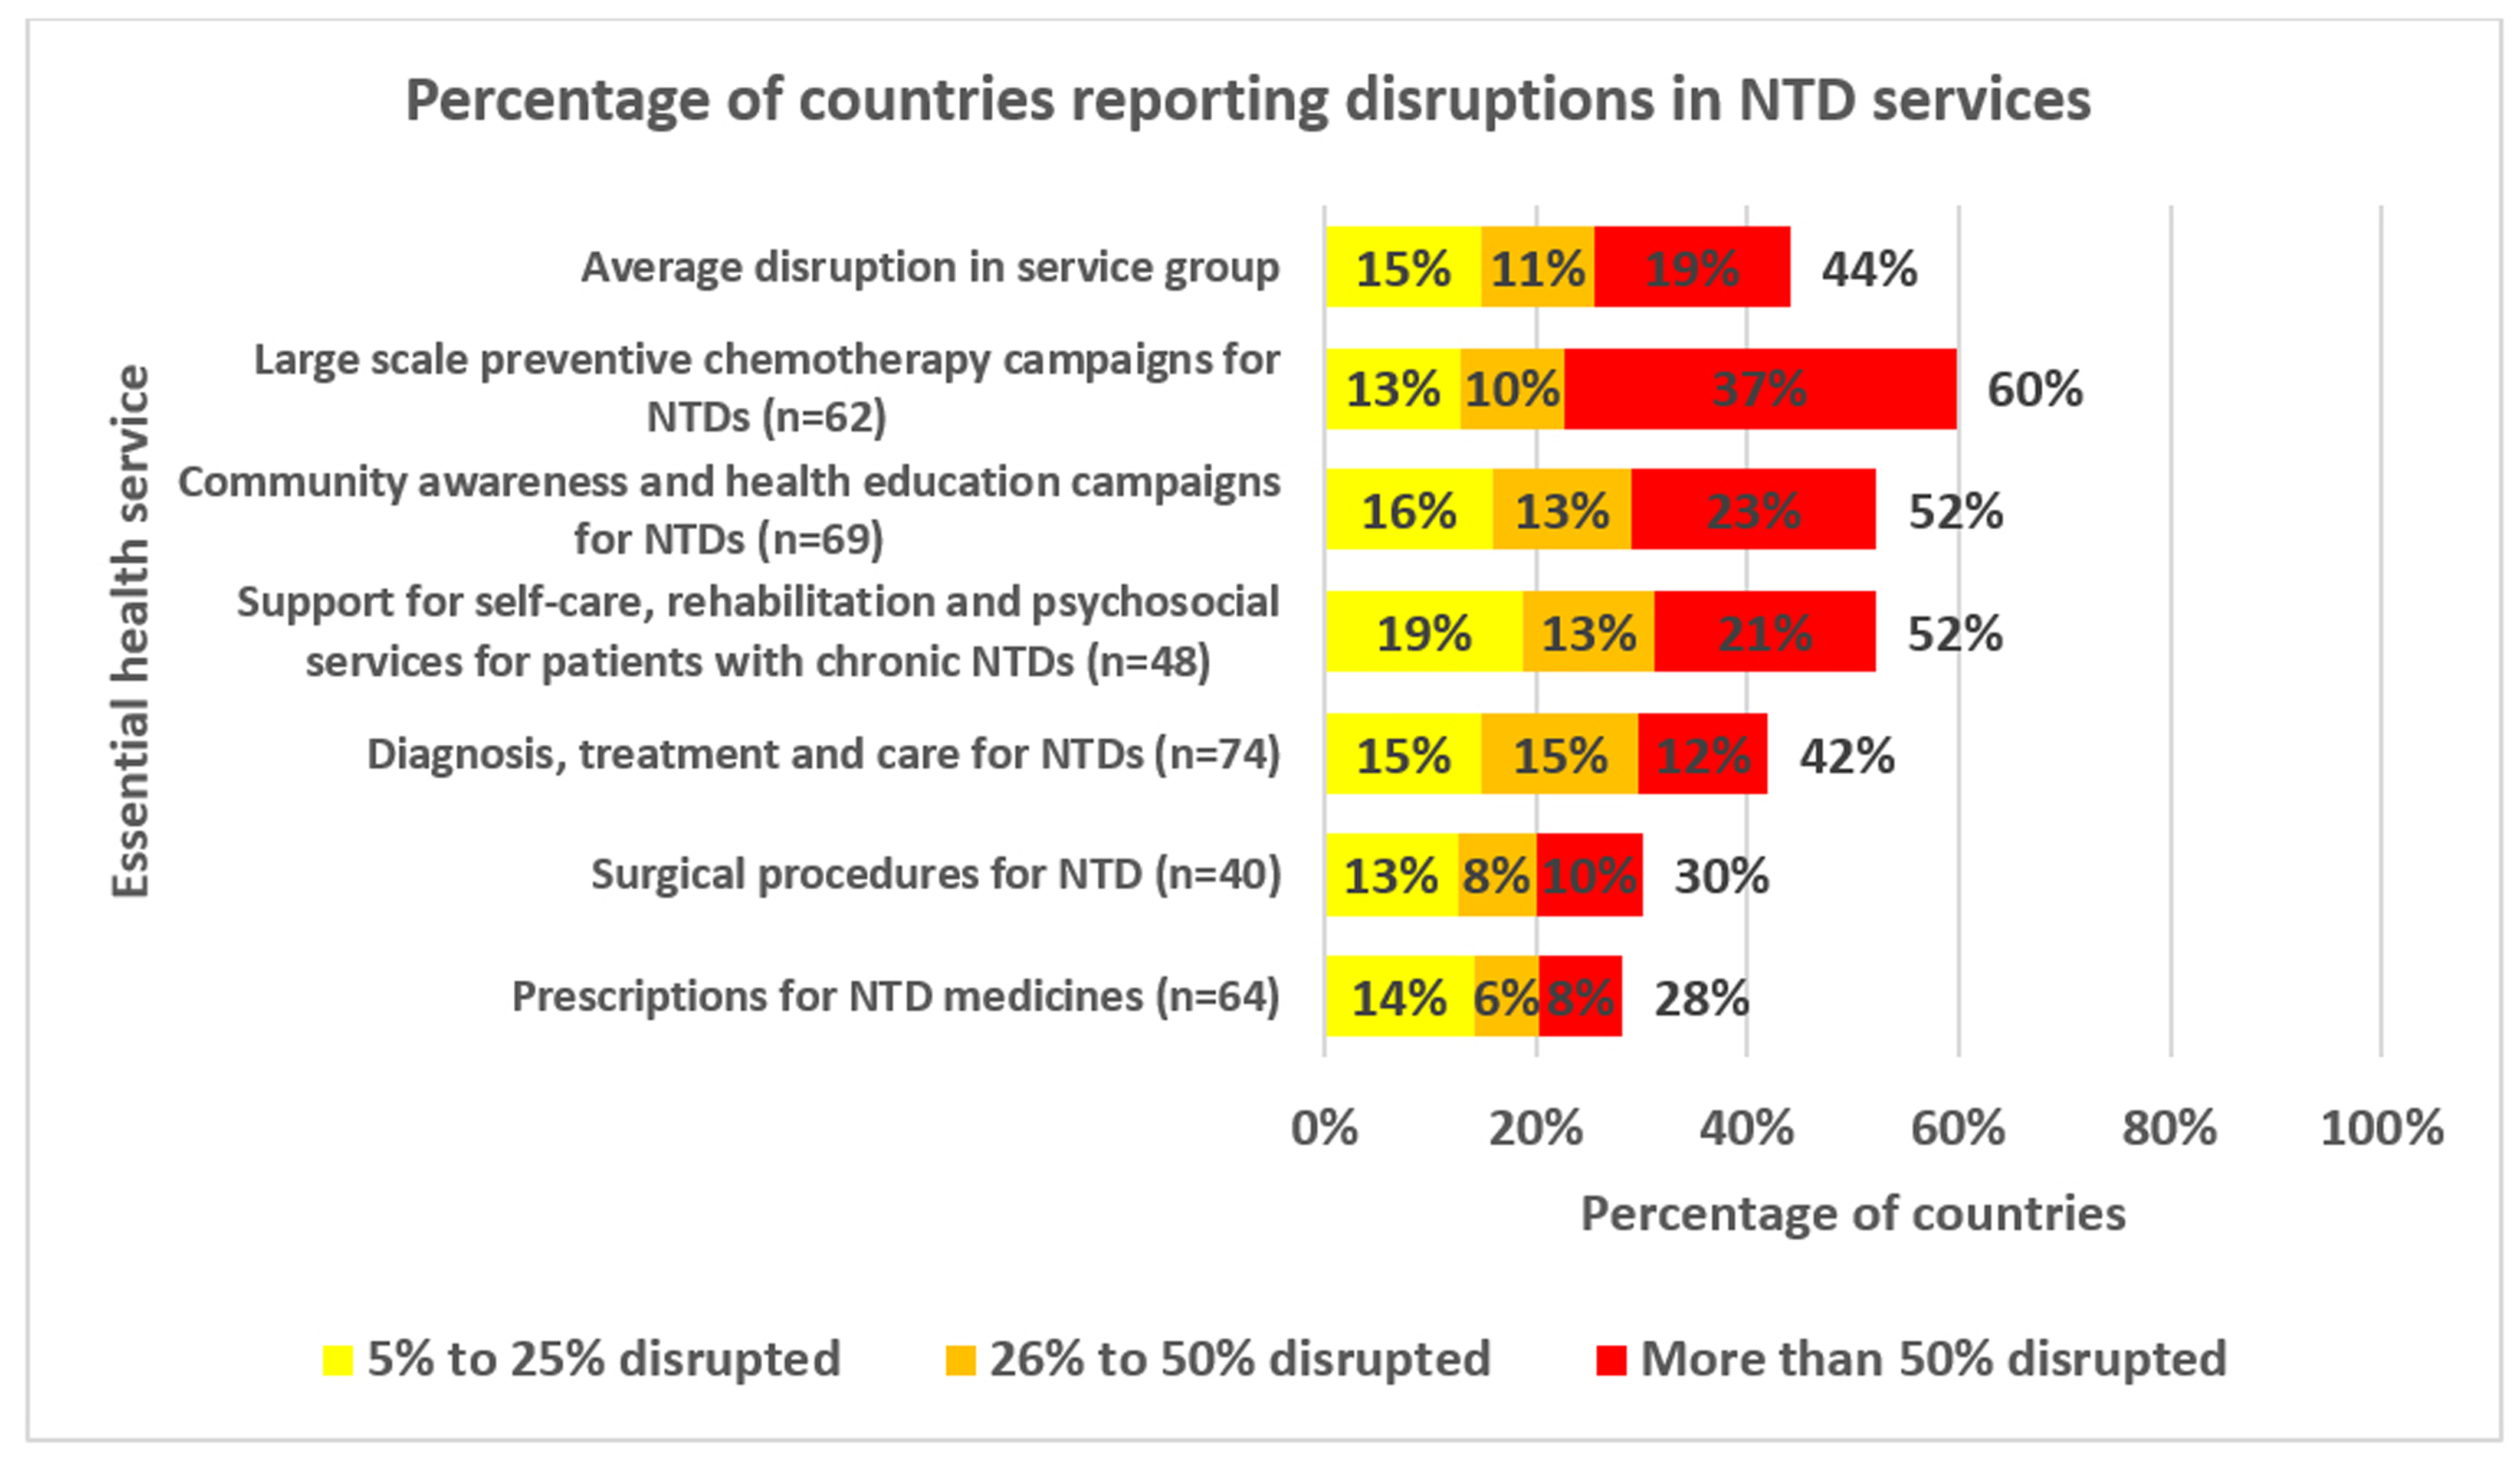 Percentage of countries reporting disruptions in NTD services
Essential health service
Average disruption in service group
15% 11% 19% 44%
Large scale preventive chemotherapy campaigns for
NTDs (n=62)
13% 10% 37% 60%
Community awareness and health education campaigns
for NTDs (n=69)
16% 13% 23% 52%
Support for self-care, rehabilitation and psychosocial
services for patients with chronic NTDs (n=48)
19% 13% 21% 52%
Diagnosis, treatment and care for NTDs (n=74)
15% 15% 12% 42%
Surgical procedures for NTD (n=40)
13% 8% 10% 30%
Prescriptions for NTD medicines (n=64)
14% 6% 8% 28%
0% 20% 40% 60% 80% 100%
Percentage of countries
5% to 25% disrupted 26% to 50% disrupted More than 50% disrupted